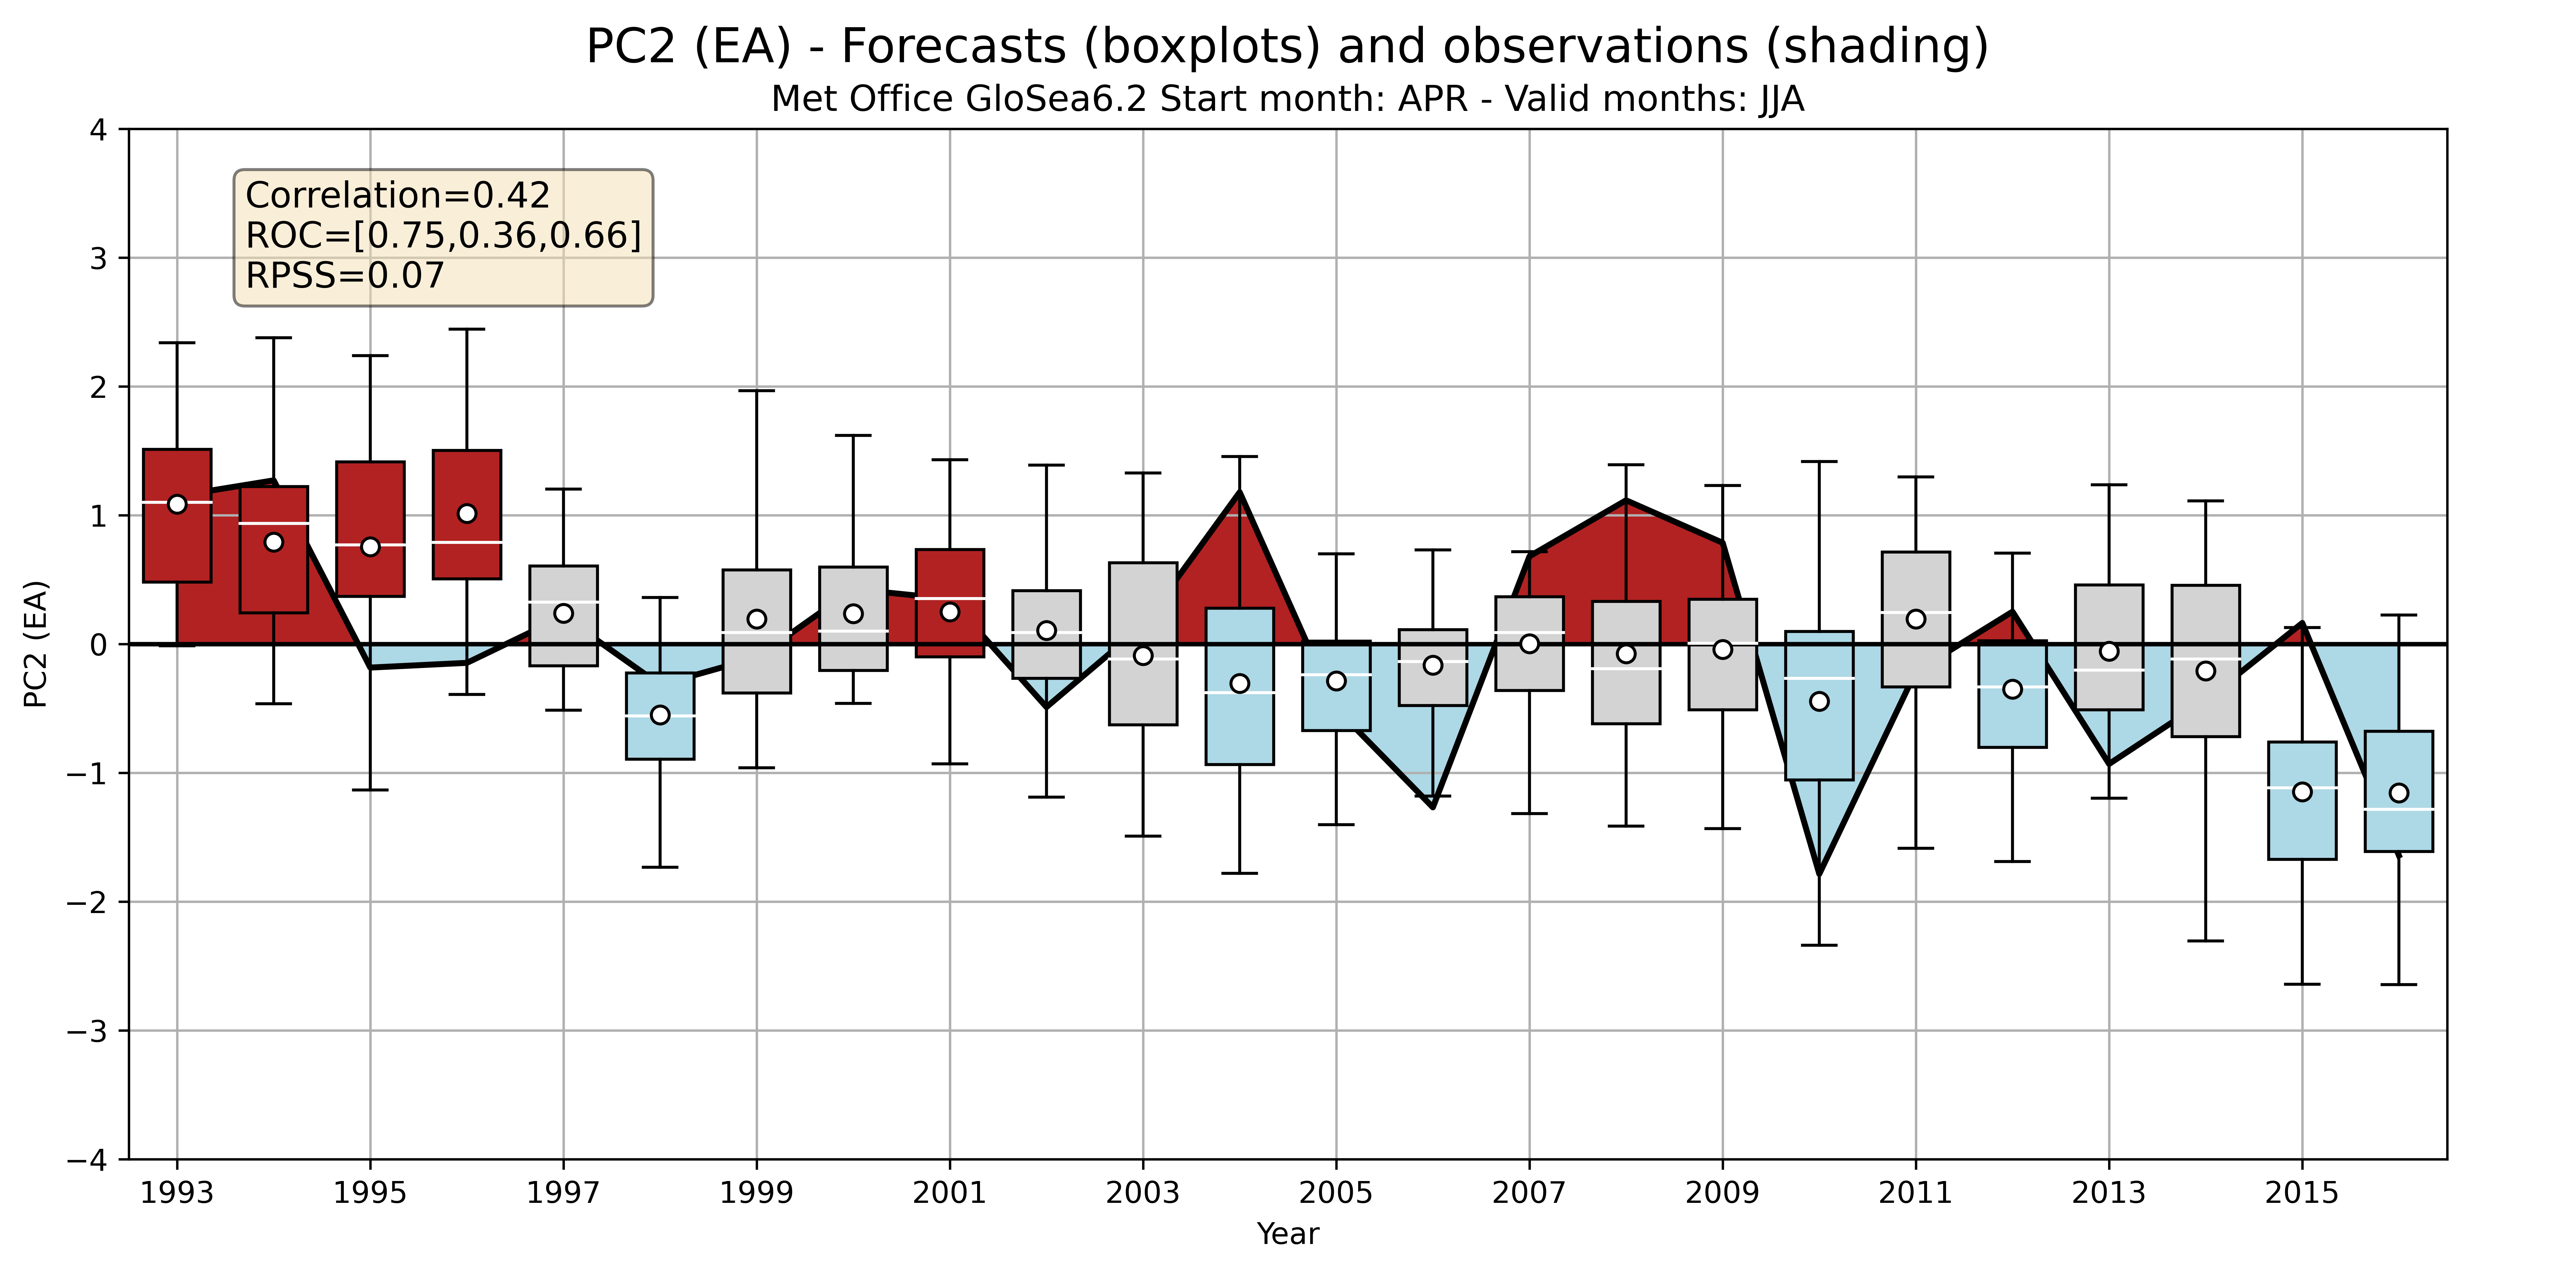 PC2 (EA) - Forecasts (boxplots) and observations (shading)
Met Office GloSea6.2 Start month: APR - Valid months: JJA
Correlation=0.42
ROC=[0.75,0.36,0.66]
RPSS=0.07
PC2 (EA)
4
3
2
1
0
−1
−2
−3
−4
1993 1995 1997 1999 2001 2003 2005 2007 2009 2011 2013 2015
Year